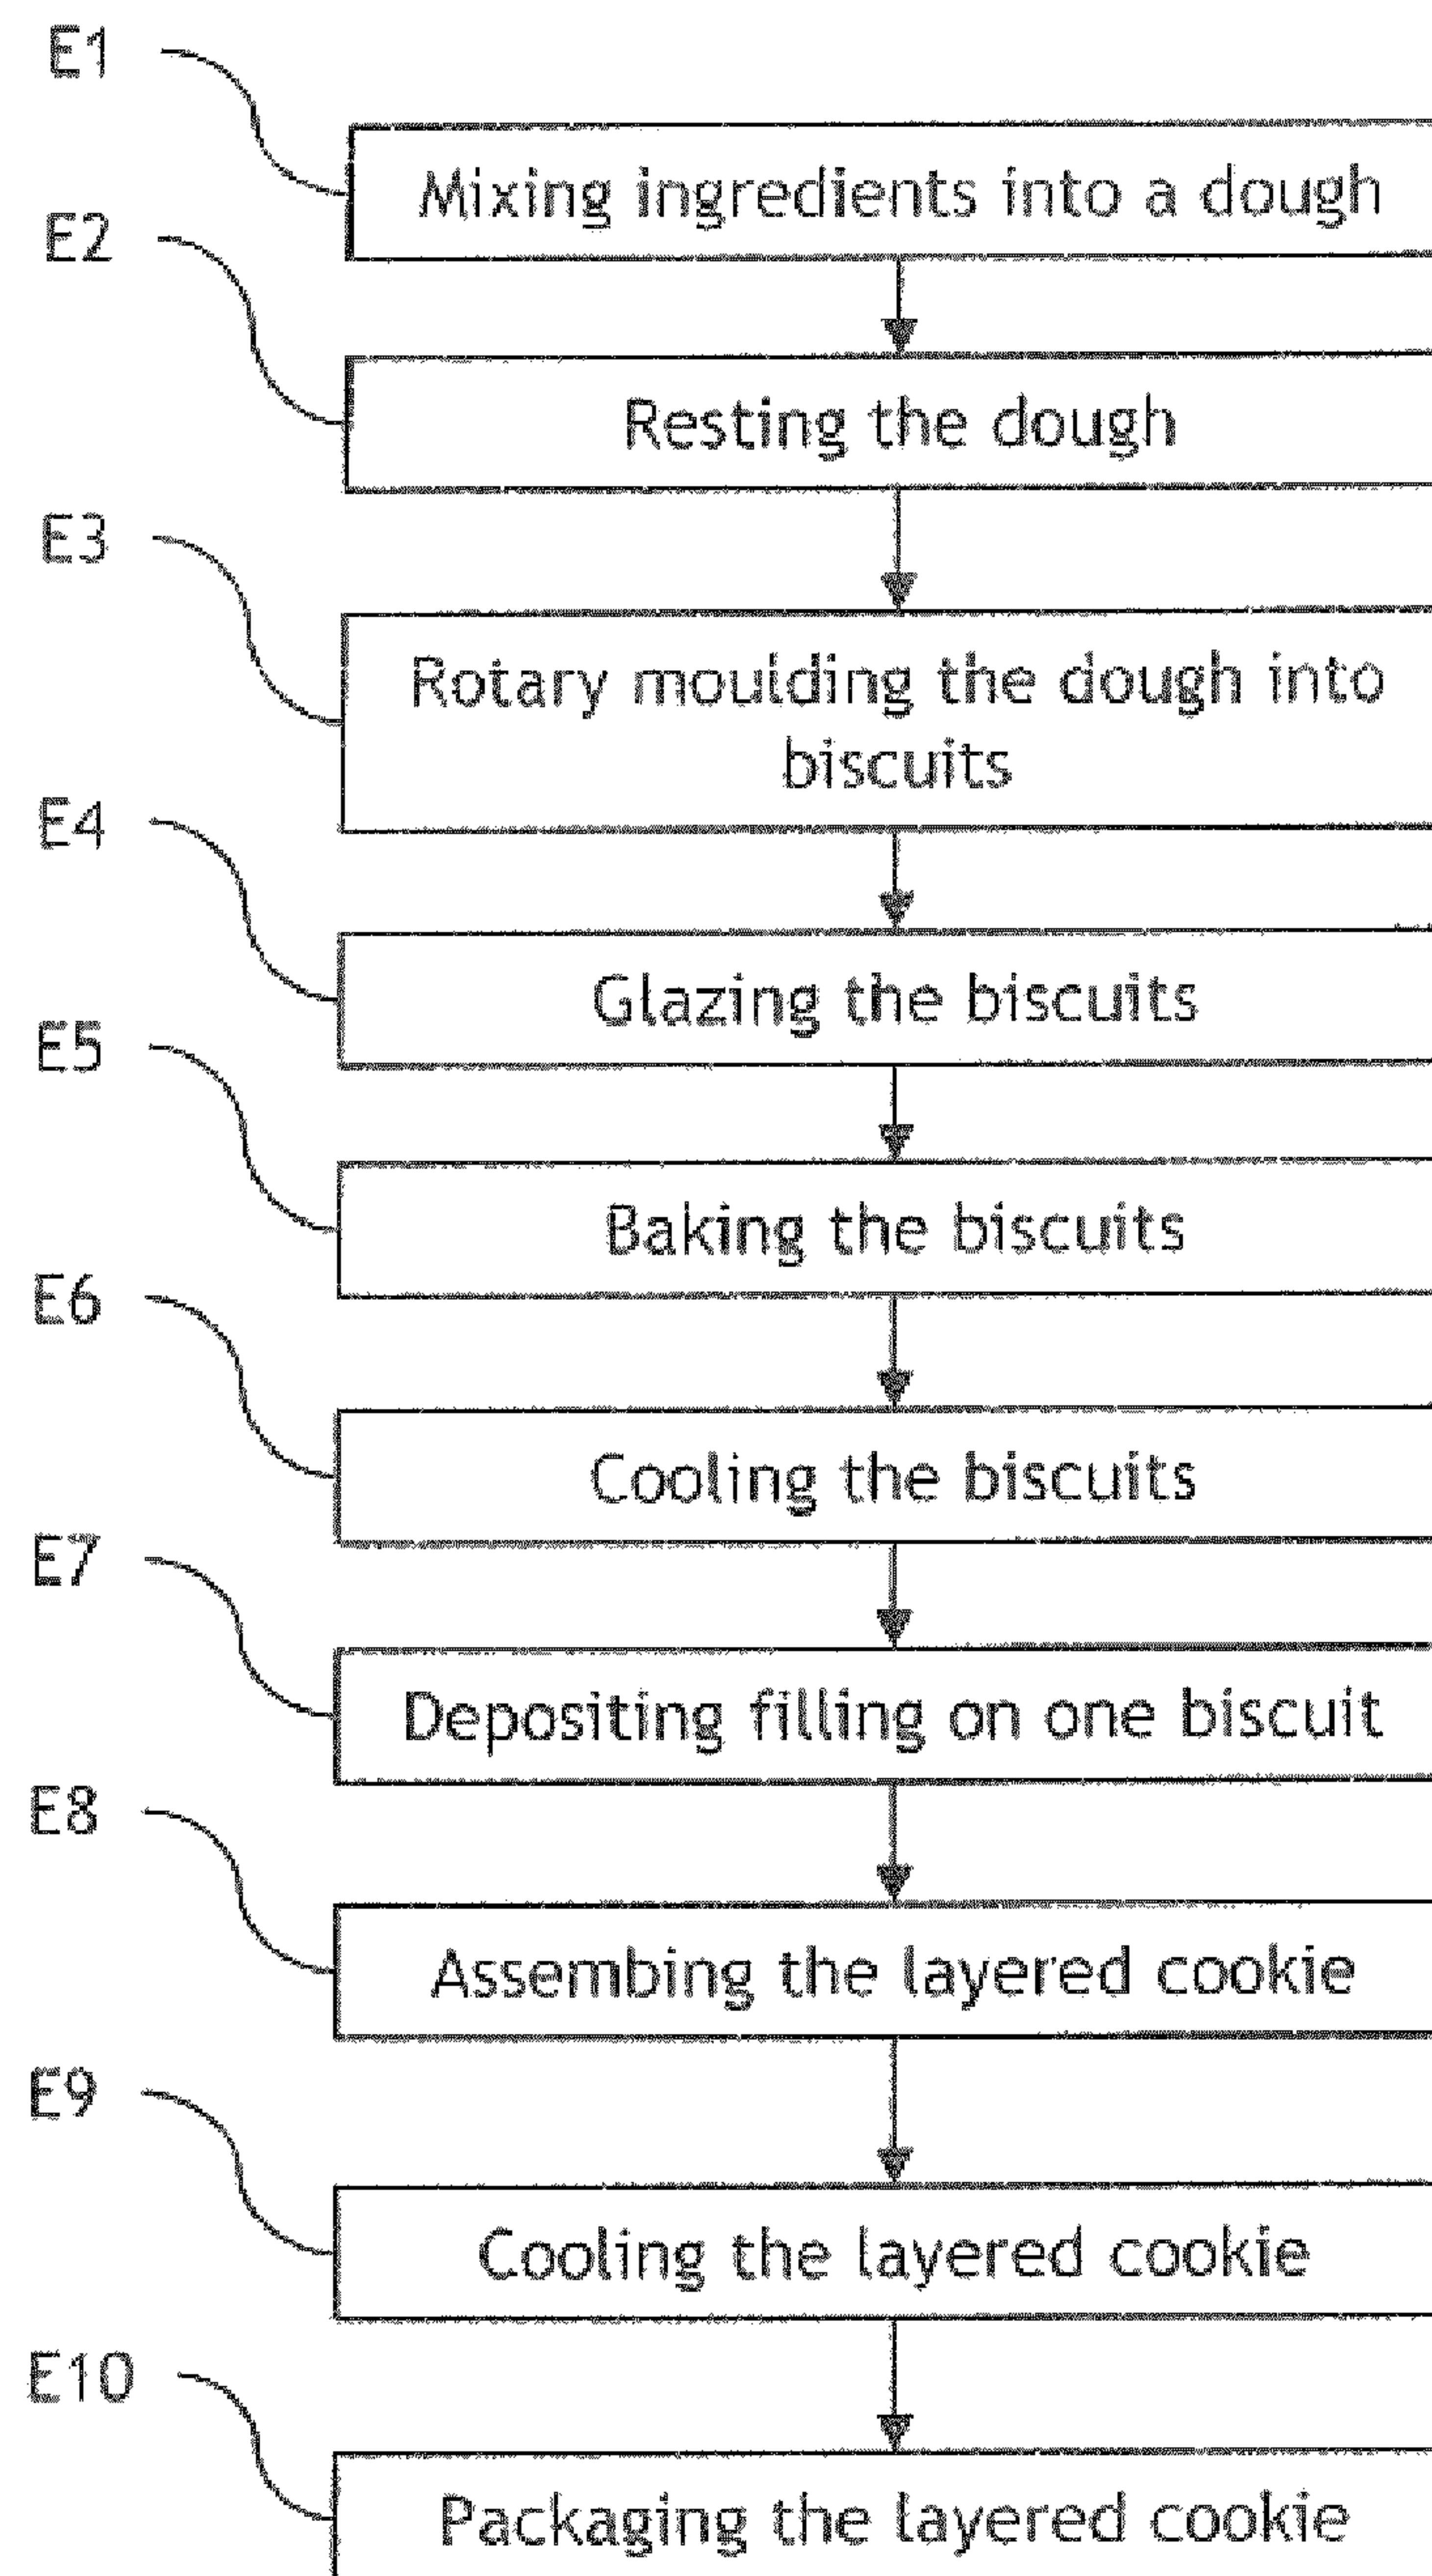 E1
Mixing ingredients into a dough
E2
Resting the dough
E3
Rotary moulding the dough into
biscuits
E4
Glazing the biscuits
E5
Baking the biscuits
E6
Cooling the biscuits
E7
Depositing filling on one biscuit
E8
Assembing the layered cookie
E9
Cooling the layered cookie
E10
Packaging the layered cookie